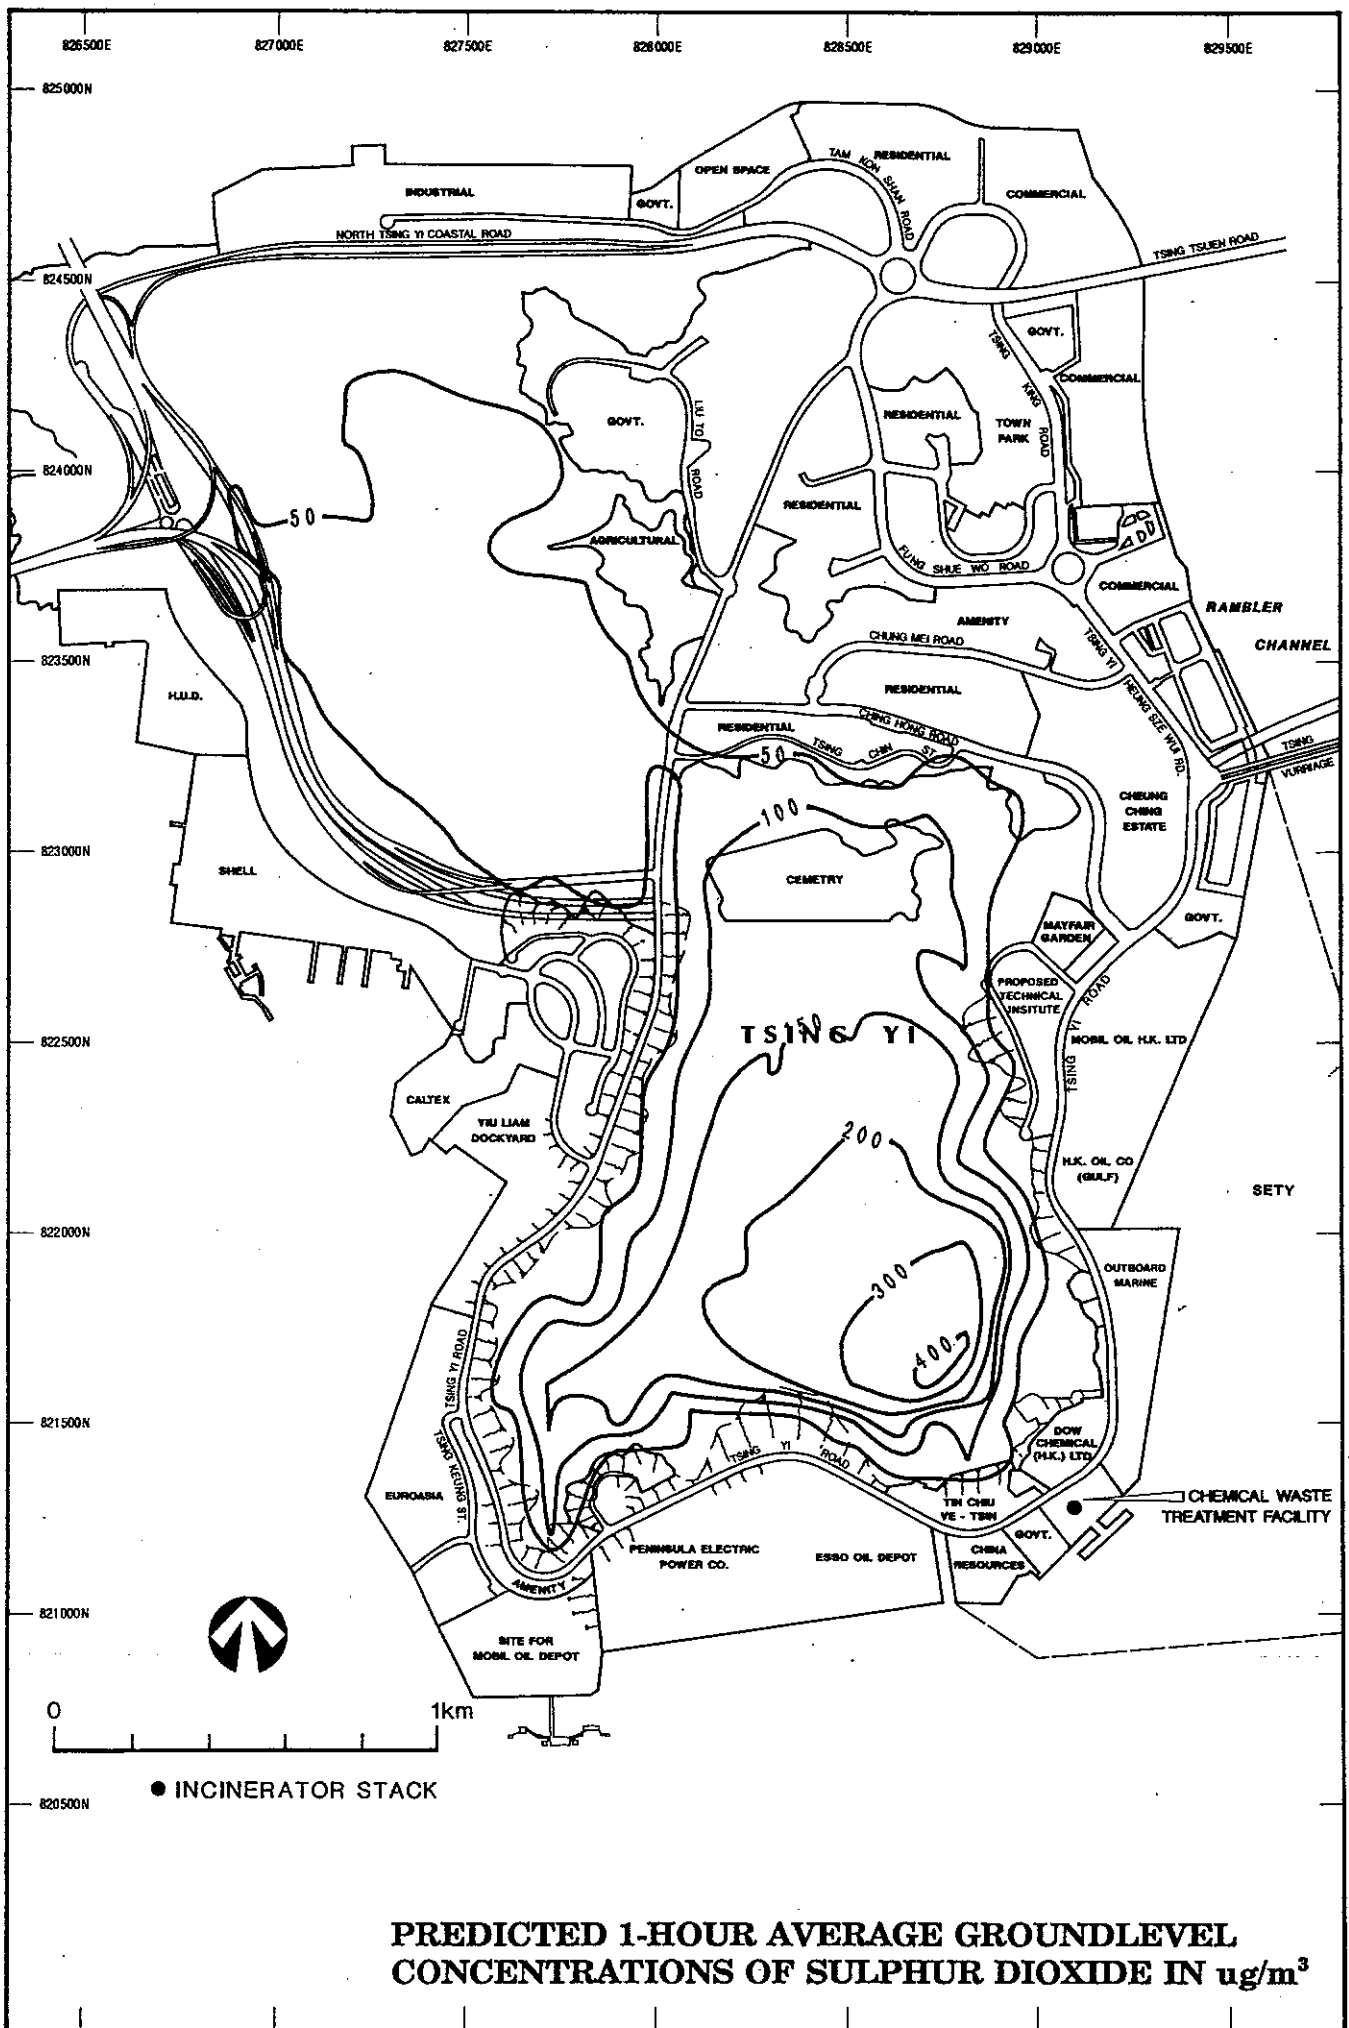 826500E 827000E 827500E 828000E 828500E 829000E 829500E
825000N
TAM KON SHAN ROAD
RESIDENTIAL
OPEN SPACE
INDUSTRIAL
GOVT.
COMMERCIAL
NORTH TSING YI COASTAL ROAD
TSING TSUEN ROAD
824500N
TSING KING ROAD
GOVT.
COMMERCIAL
LIU TO ROAD
GOVT.
RESIDENTIAL
TOWN
PARK
824000N
50
RESIDENTIAL
AGRICULTURAL
FUNG SHUE WO ROAD
COMMERCIAL
RAMBLER
CHANNEL
AMENITY
CHUNG MEI ROAD
TSING YI HEUNG SZE WUI RD.
823500N
H.U.D.
RESIDENTIAL
CHING HONG ROAD
RESIDENTIAL
TSING CHIN ST.
50
TSING
VURRIAGE
CHEUNG
CHING
ESTATE
100
823000N
SHELL
CEMETRY
MAYFAIR
GARDEN
GOVT.
PROPOSED
TECHNICAL
INSITUTE
TSING YI ROAD
822500N
TSING YI
150
MOBIL OIL H.K. LTD
CALTEX
YIU LIAM
DOCKYARD
200
H.K. OIL CO
(GULF)
SETY
822000N
OUTBOARD
MARINE
300
400
TSING YI ROAD
821500N
TSING KEUNG ST.
DOW
CHEMICAL
(H.K.) LTD
TSING YI ROAD
EUROASIA
TIN CHIU
YE - TSIN
CHEMICAL WASTE
TREATMENT FACILITY
GOVT.
PENINSULA ELECTRIC
POWER CO.
ESSO OIL DEPOT
CHINA
RESOURCES
AMENITY
821000N
SITE FOR
MOBIL OIL DEPOT
0 1km
INCINERATOR STACK
820500N
PREDICTED 1-HOUR AVERAGE GROUNDLEVEL
CONCENTRATIONS OF SULPHUR DIOXIDE IN ug/m³